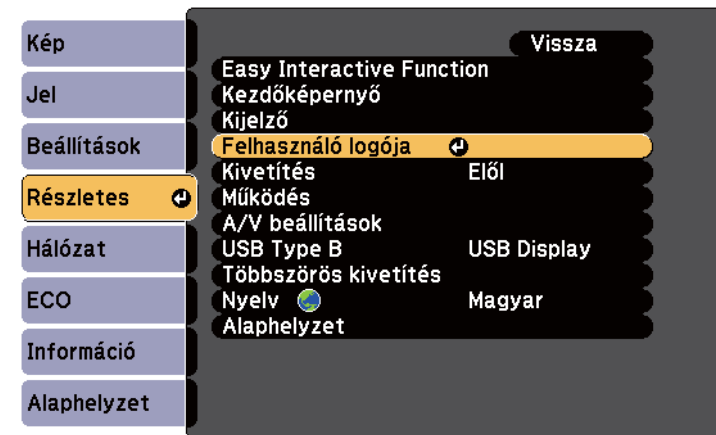 Kép
Jel
Beállítások
Részletes
Hálózat
ECO
Információ
Alaphelyzet
Vissza
Easy Interactive Function
Kezdőképernyő
Kijelző
Felhasználó logója
Kivetítés Elől
Működés
A/V beállítások
USB Type B USB Display
Többszörös kivetítés
Nyelv Magyar
Alaphelyzet